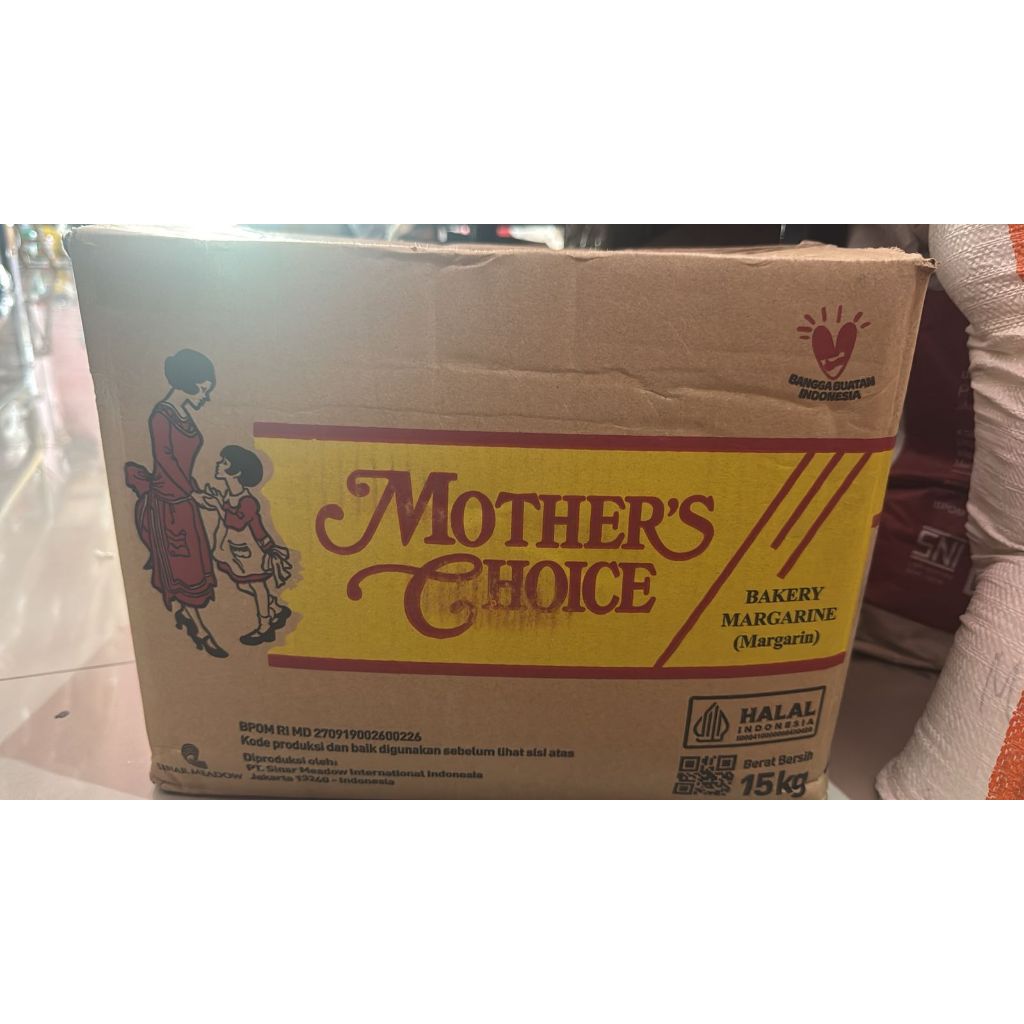 BANGGA BUATAN
INDONESIA
MOTHER'S
CHOICE
BAKERY
MARGARINE
(Margarin)
SNI
HALAL
INDONESIA
BPOM RI MD 270919002600226
Kode produksi dan baik digunakan sebelum lihat sisi atas
Diproduksi oleh:
PT. Sinar Meadow International Indonesia
Jakarta 13260 - Indonesia
SINAR MEADOW
Berat Bersih
15 kg